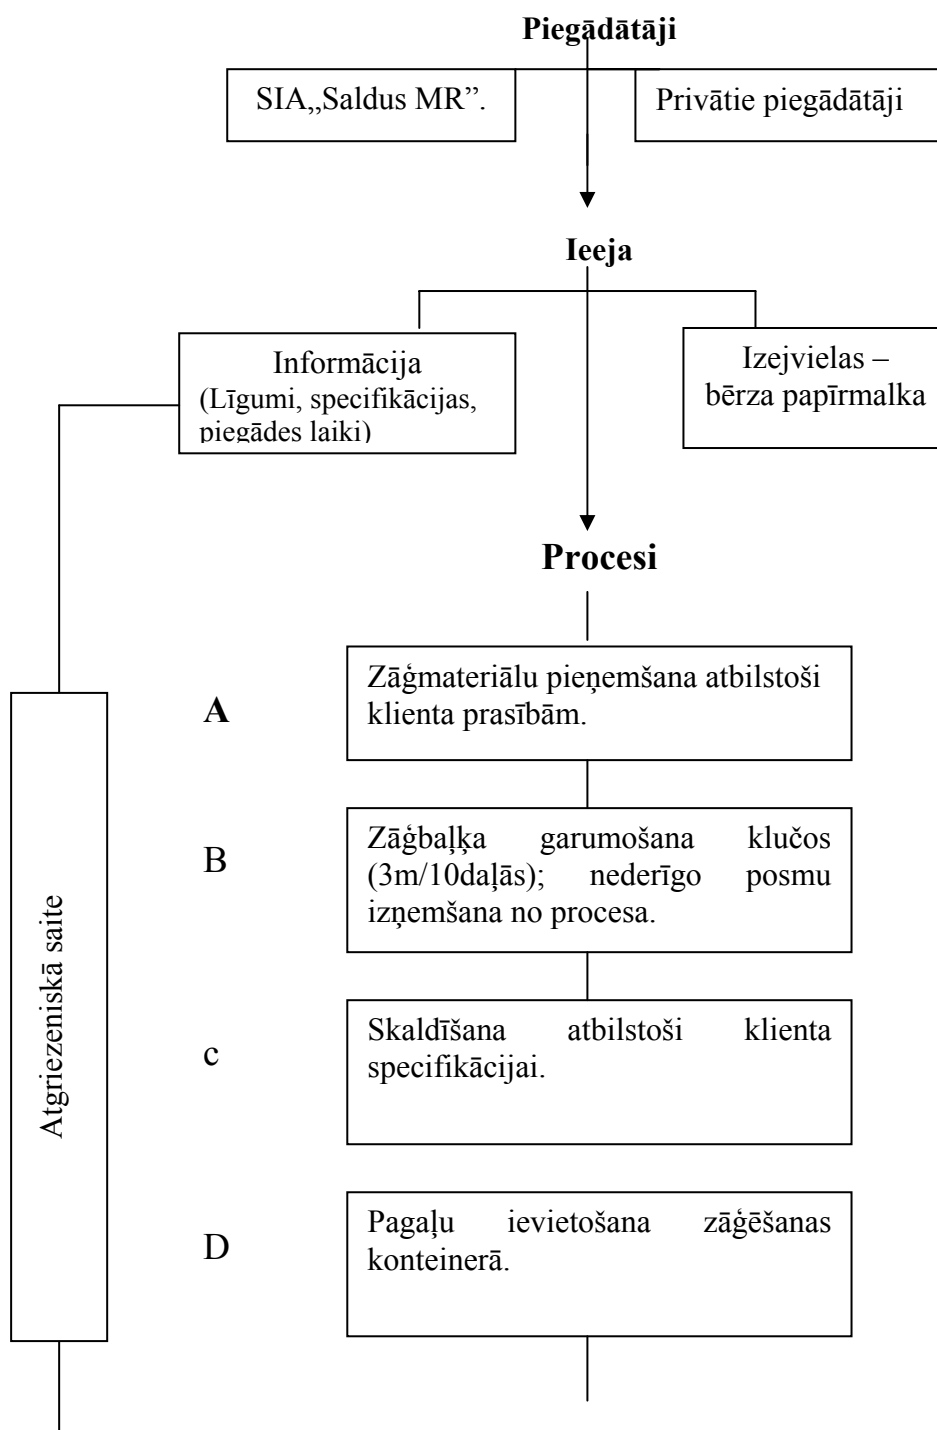 Piegādātāji
SIA,,Saldus MR”.
Privātie piegādātāji
Ieeja
Informācija
(Līgumi, specifikācijas,
piegādes laiki)
Izejvielas –
bērza papīrmalka
Procesi
A
Zāģmateriālu pieņemšana atbilstoši
klienta prasībām.
B
Zāģbaļķa garumošana klučos
(3m/10daļās); nederīgo posmu
izņemšana no procesa.
c
Skaldīšana atbilstoši klienta
specifikācijai.
D
Pagaļu ievietošana zāģēšanas
konteinerā.
Atgriezeniskā saite